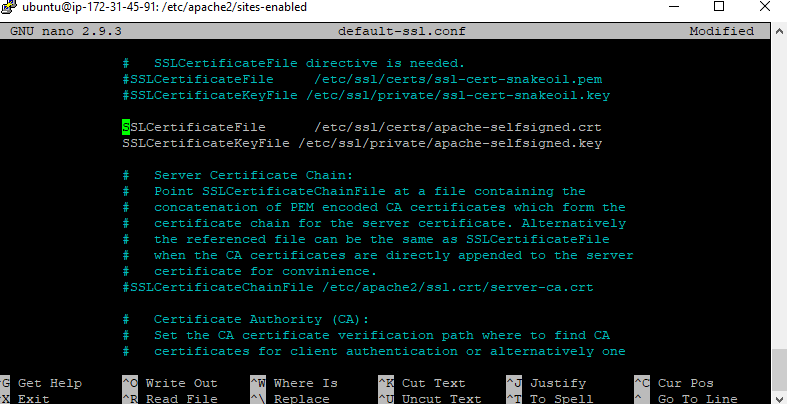 ubuntu@ip-172-31-45-91: /etc/apache2/sites-enabled
GNU nano 2.9.3 default-ssl.conf Modified
# SSLCertificateFile directive is needed.
#SSLCertificateFile /etc/ssl/certs/ssl-cert-snakeoil.pem
#SSLCertificateKeyFile /etc/ssl/private/ssl-cert-snakeoil.key
SSLCertificateFile /etc/ssl/certs/apache-selfsigned.crt
SSLCertificateKeyFile /etc/ssl/private/apache-selfsigned.key
# Server Certificate Chain:
# Point SSLCertificateChainFile at a file containing the
# concatenation of PEM encoded CA certificates which form the
# certificate chain for the server certificate. Alternatively
# the referenced file can be the same as SSLCertificateFile
# when the CA certificates are directly appended to the server
# certificate for convinience.
#SSLCertificateChainFile /etc/apache2/ssl.crt/server-ca.crt
# Certificate Authority (CA):
# Set the CA certificate verification path where to find CA
# certificates for client authentication or alternatively one
^G Get Help ^O Write Out ^W Where Is ^K Cut Text ^J Justify ^C Cur Pos
^X Exit ^R Read File ^\ Replace ^U Uncut Text ^T To Spell ^_ Go To Line